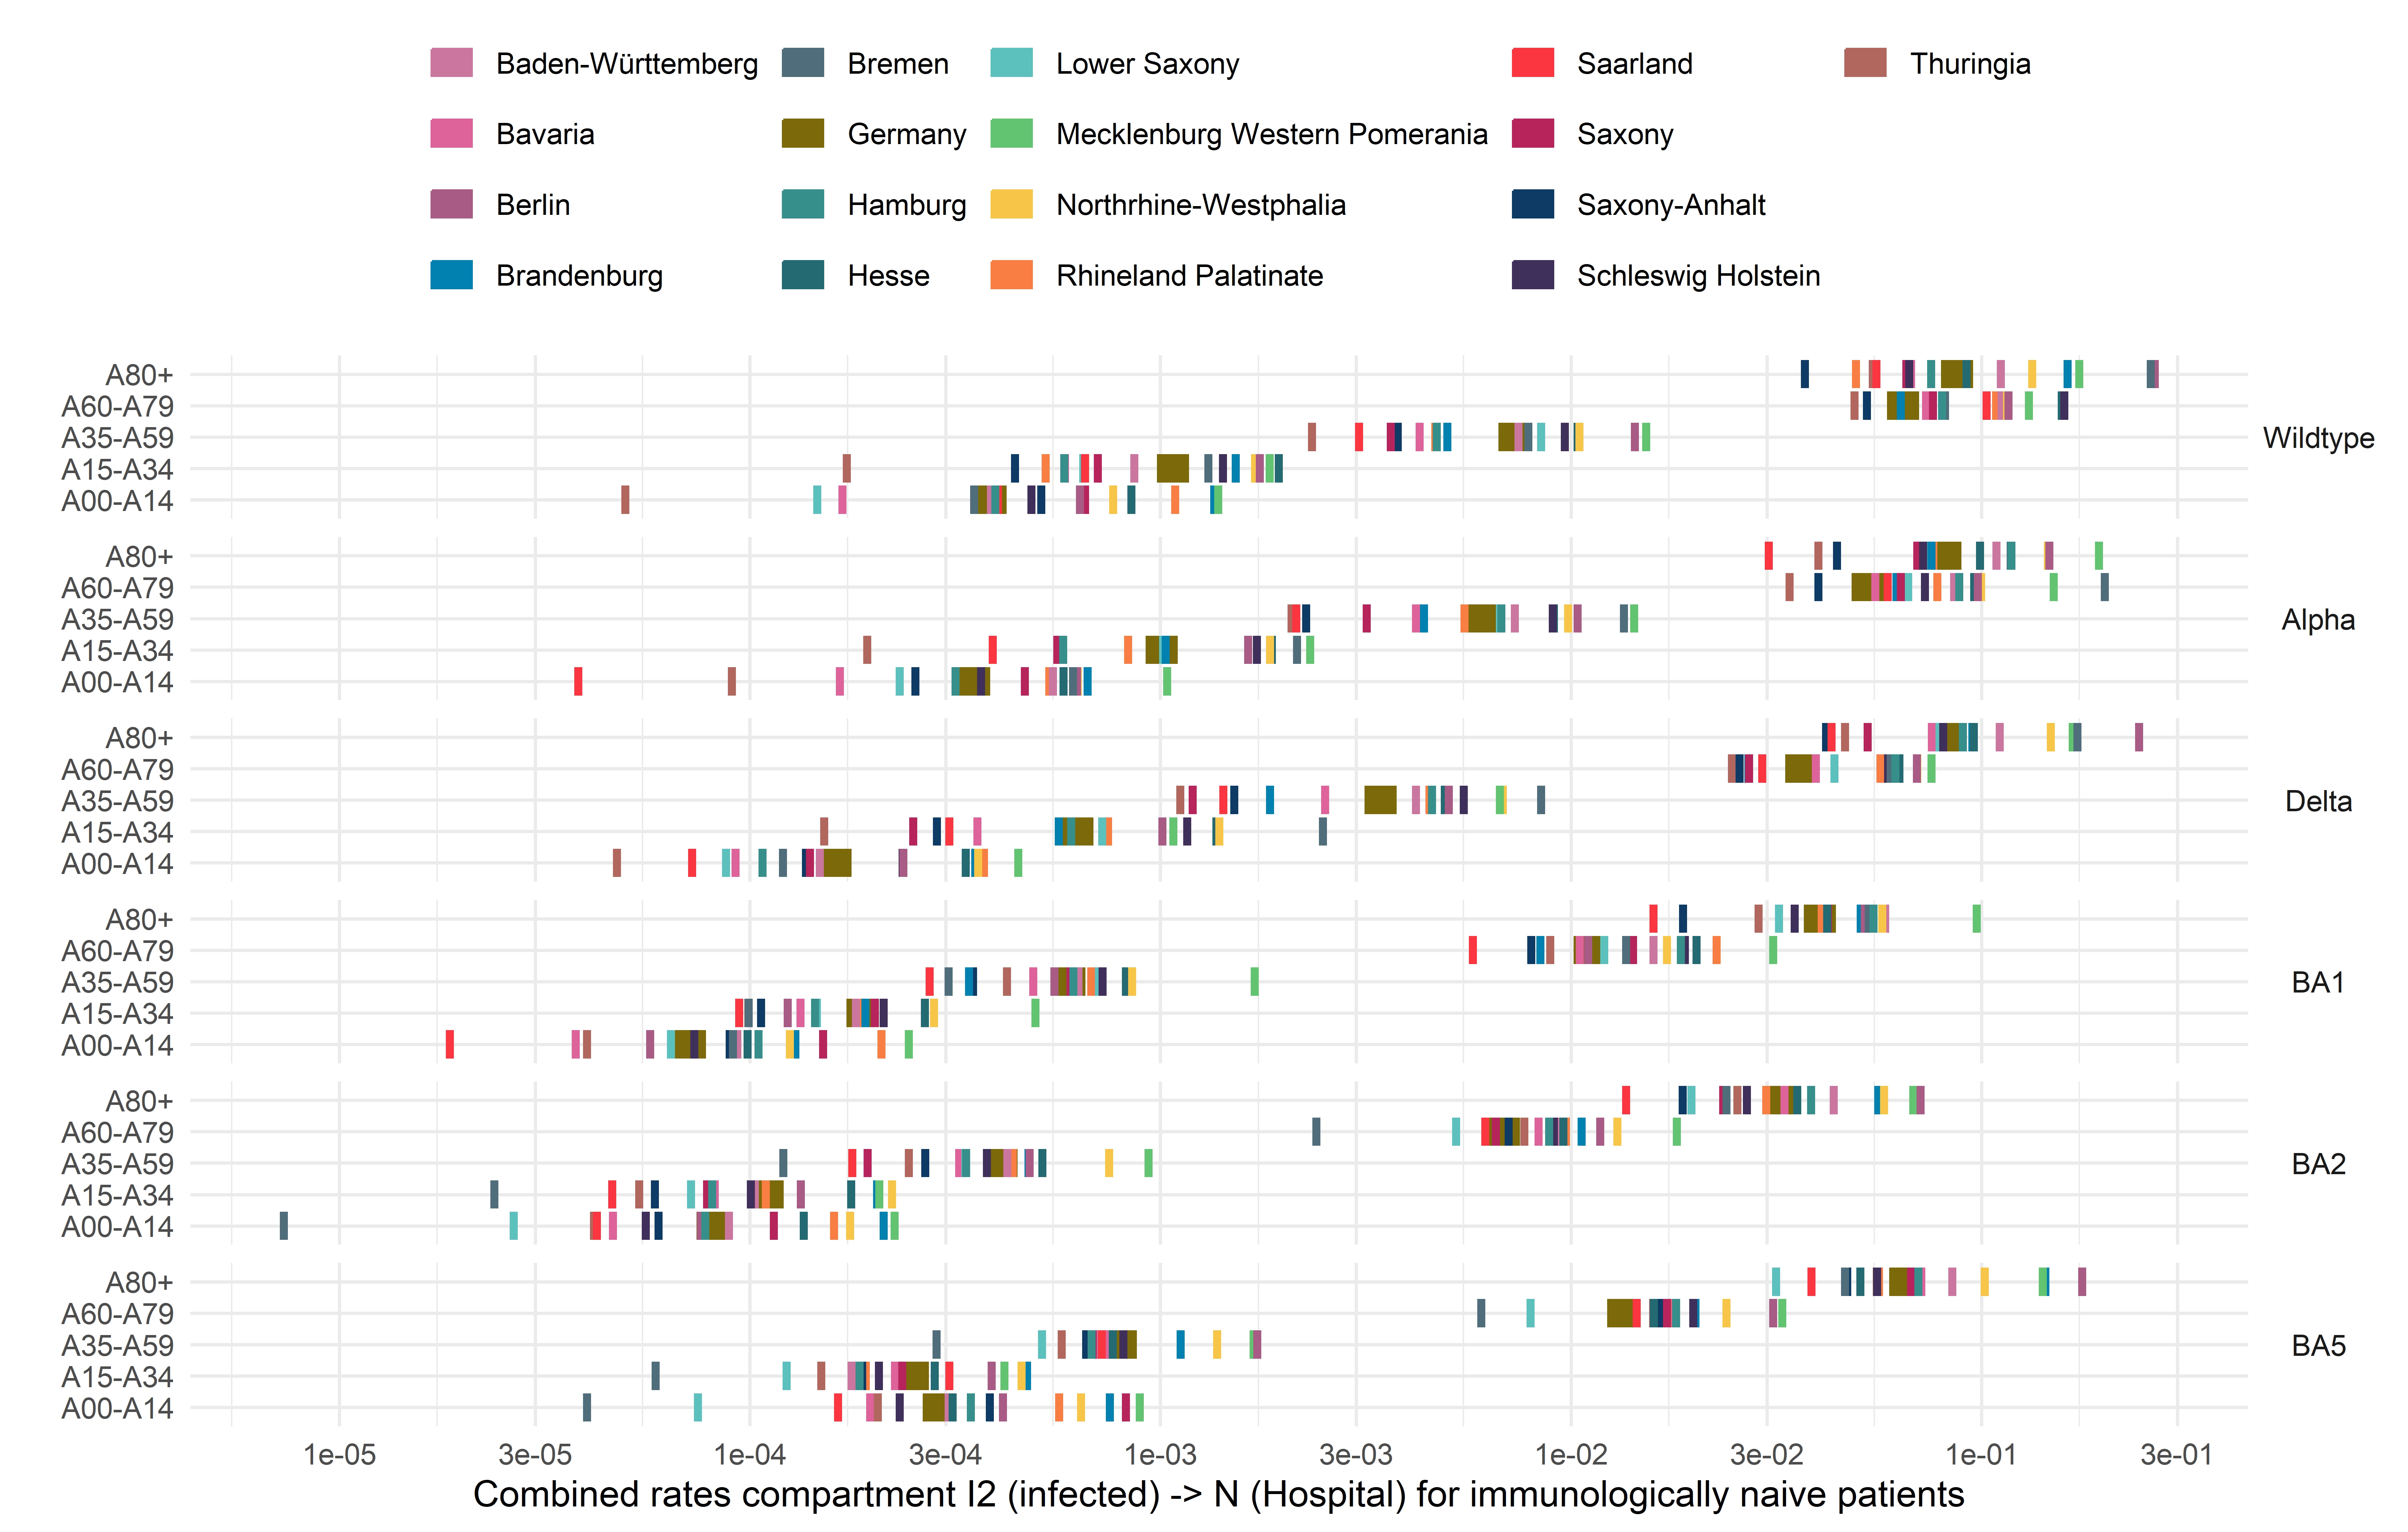 Baden-Württemberg Bremen Lower Saxony Saarland Thuringia
Bavaria Germany Mecklenburg Western Pomerania Saxony
Berlin Hamburg Northrhine-Westphalia Saxony-Anhalt
Brandenburg Hesse Rhineland Palatinate Schleswig Holstein
A80+
A60-A79
A35-A59
A15-A34
A00-A14
Wildtype
A80+
A60-A79
A35-A59
A15-A34
A00-A14
Alpha
A80+
A60-A79
A35-A59
A15-A34
A00-A14
Delta
A80+
A60-A79
A35-A59
A15-A34
A00-A14
BA1
A80+
A60-A79
A35-A59
A15-A34
A00-A14
BA2
A80+
A60-A79
A35-A59
A15-A34
A00-A14
BA5
1e-05 3e-05 1e-04 3e-04 1e-03 3e-03 1e-02 3e-02 1e-01 3e-01
Combined rates compartment I2 (infected) -> N (Hospital) for immunologically naive patients